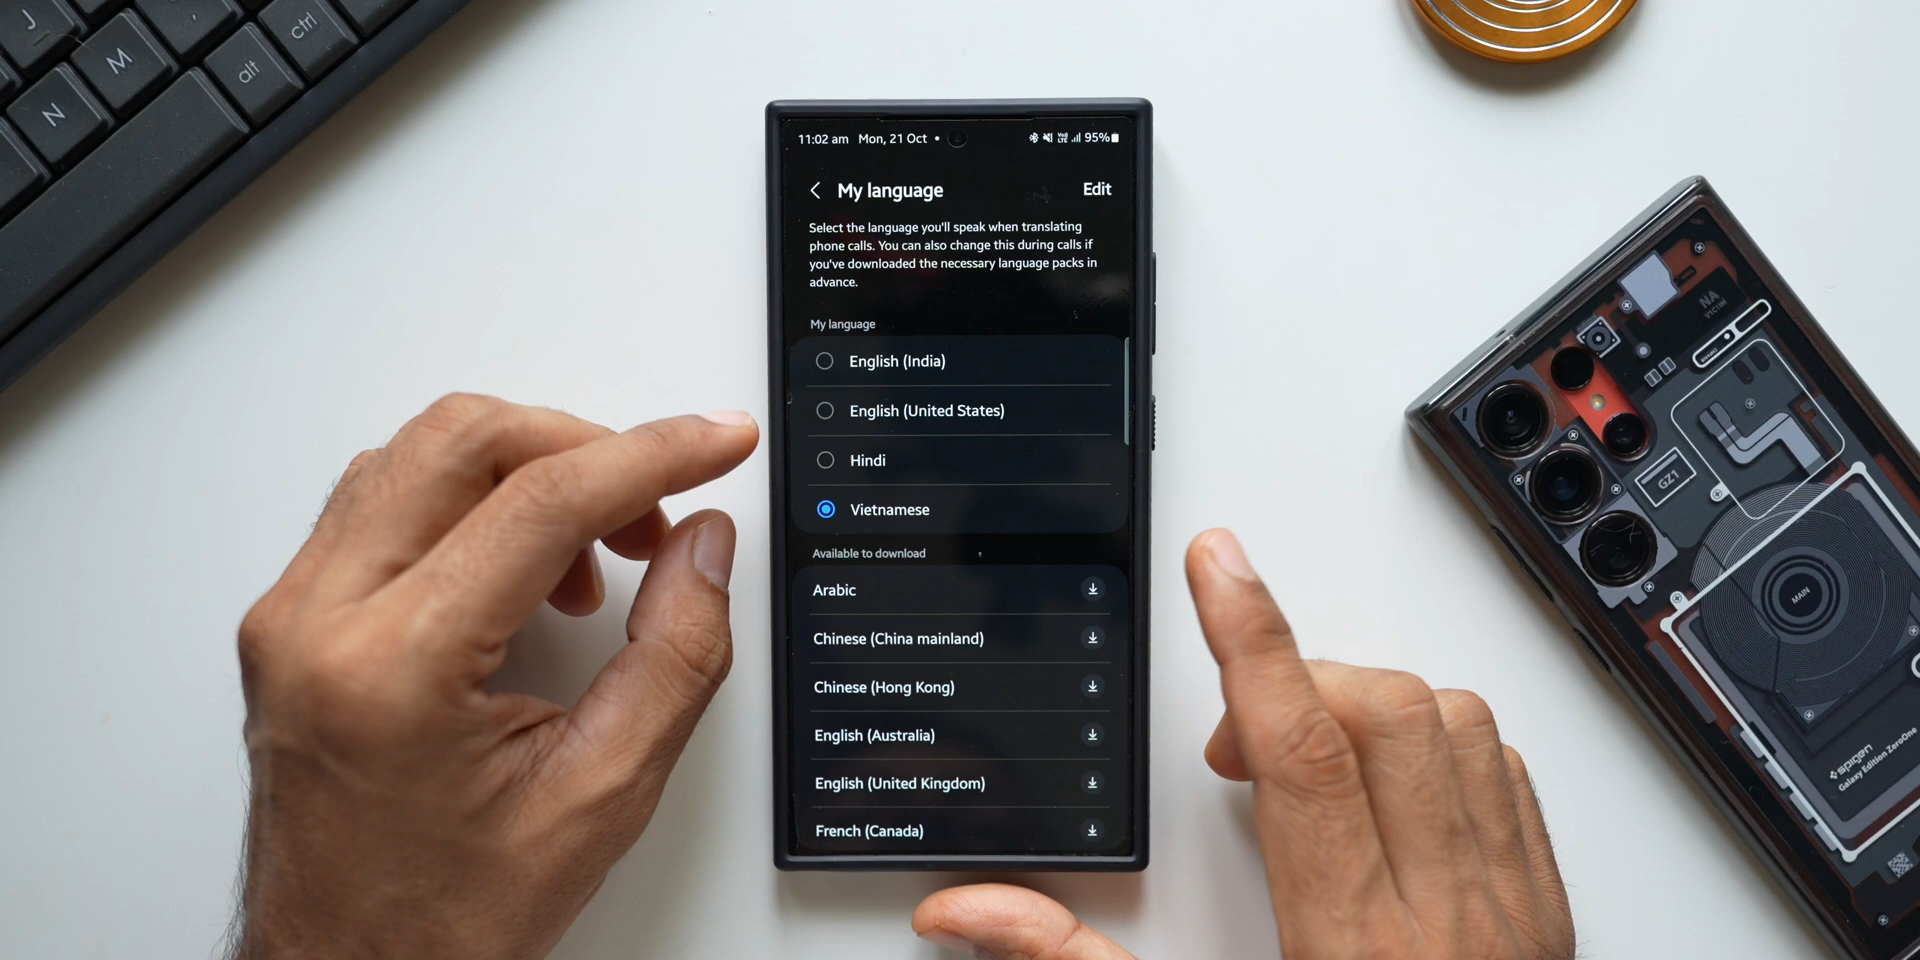 J
M
N
,
alt
ctrl
11:02 am Mon, 21 Oct
95%
My language
Edit
Select the language you'll speak when translating
phone calls. You can also change this during calls if
you've downloaded the necessary language packs in
advance.
My language
English (India)
English (United States)
Hindi
Vietnamese
Available to download
Arabic
Chinese (China mainland)
Chinese (Hong Kong)
English (Australia)
English (United Kingdom)
French (Canada)
NA
GZ1
MAIN
spigen
Galaxy Edition ZeroOne